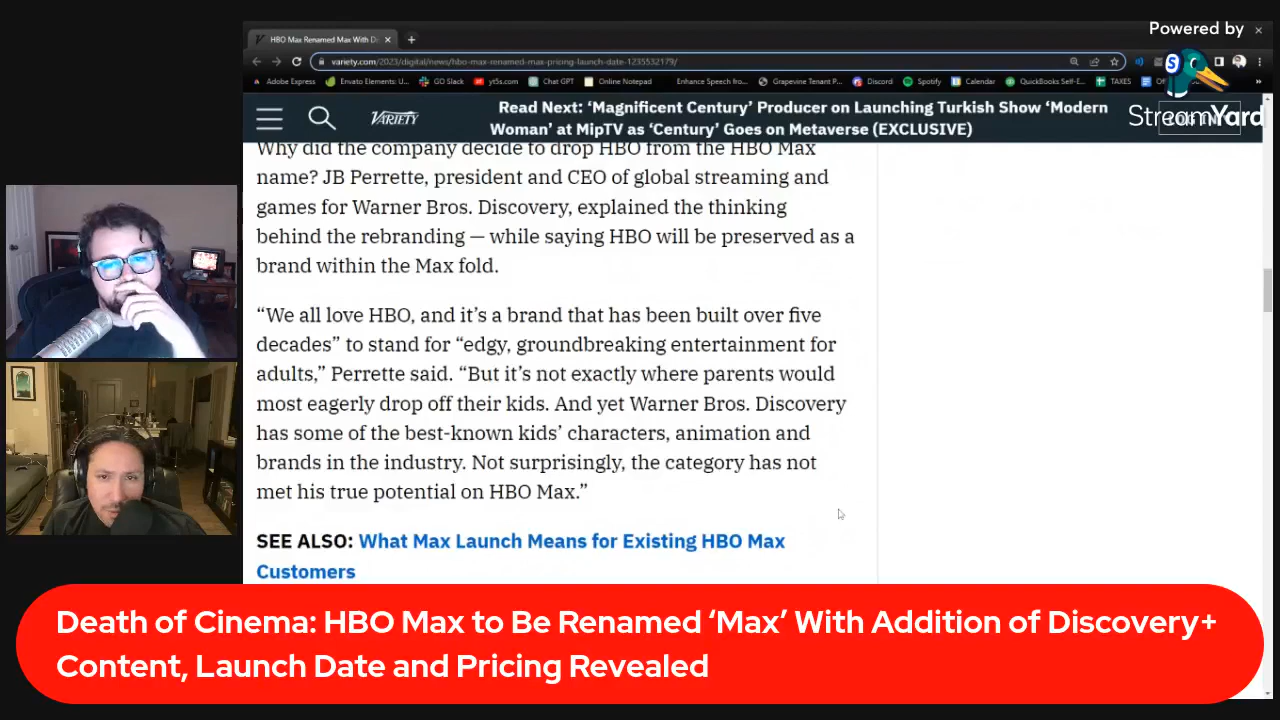 Powered by
HBO Max Renamed Max With Di
variety.com/2023/digital/news/hbo-max-renamed-max-pricing-launch-date-1235532179/
Adobe Express
Envato Elements: U...
GO Slack
yt5s.com
Chat GPT
Online Notepad
Enhance Speech fro...
Grapevine Tenant P...
Discord
Spotify
Calendar
QuickBooks Self-E...
TAXES
StreamYard
VARIETY
Read Next: ‘Magnificent Century’ Producer on Launching Turkish Show ‘Modern
Woman’ at MipTV as ‘Century’ Goes on Metaverse (EXCLUSIVE)
Why did the company decide to drop HBO from the HBO Max
name? JB Perrette, president and CEO of global streaming and
games for Warner Bros. Discovery, explained the thinking
behind the rebranding — while saying HBO will be preserved as a
brand within the Max fold.
“We all love HBO, and it’s a brand that has been built over five
decades” to stand for “edgy, groundbreaking entertainment for
adults,” Perrette said. “But it’s not exactly where parents would
most eagerly drop off their kids. And yet Warner Bros. Discovery
has some of the best-known kids’ characters, animation and
brands in the industry. Not surprisingly, the category has not
met his true potential on HBO Max.”
SEE ALSO: What Max Launch Means for Existing HBO Max
Customers
Death of Cinema: HBO Max to Be Renamed ‘Max’ With Addition of Discovery+
Content, Launch Date and Pricing Revealed